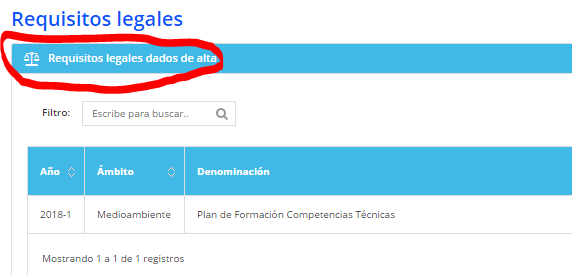 Requisitos legales
Requisitos legales dados de alta
Filtro: Escribe para buscar..
Año Ámbito Denominación
2018-1 Medioambiente Plan de Formación Competencias Técnicas
Mostrando 1 a 1 de 1 registros